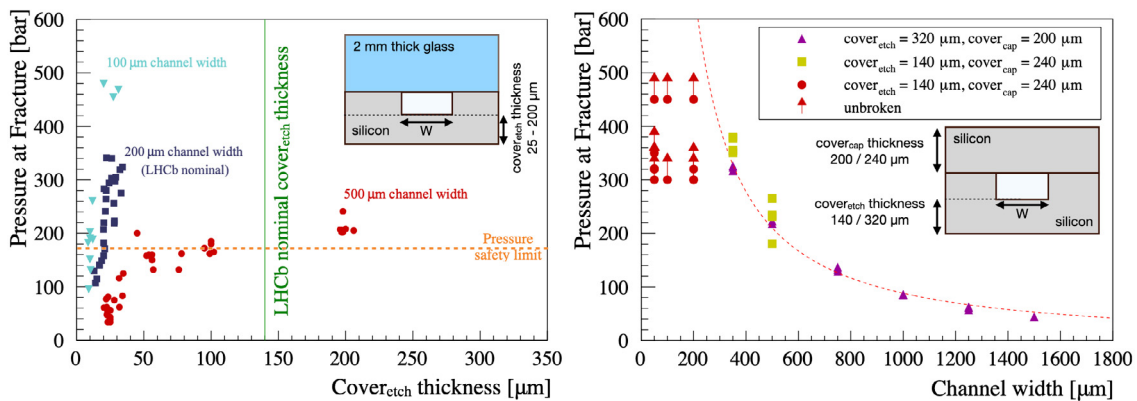 Pressure at Fracture [bar]
600
500
400
300
200
100
0
0
50
100
150
200
250
300
350
Cover_etch thickness [μm]
100 μm channel width
200 μm channel width
(LHCb nominal)
500 μm channel width
LHCb nominal cover_etch thickness
Pressure
safety limit
2 mm thick glass
silicon
W
cover_etch thickness
25 - 200 μm
Pressure at Fracture [bar]
600
500
400
300
200
100
0
0
200
400
600
800
1000
1200
1400
1600
1800
Channel width [μm]
cover_etch = 320 μm, cover_cap = 200 μm
cover_etch = 140 μm, cover_cap = 240 μm
cover_etch = 140 μm, cover_cap = 240 μm
unbroken
cover_cap thickness
200 / 240 μm
silicon
cover_etch thickness
140 / 320 μm
W
silicon